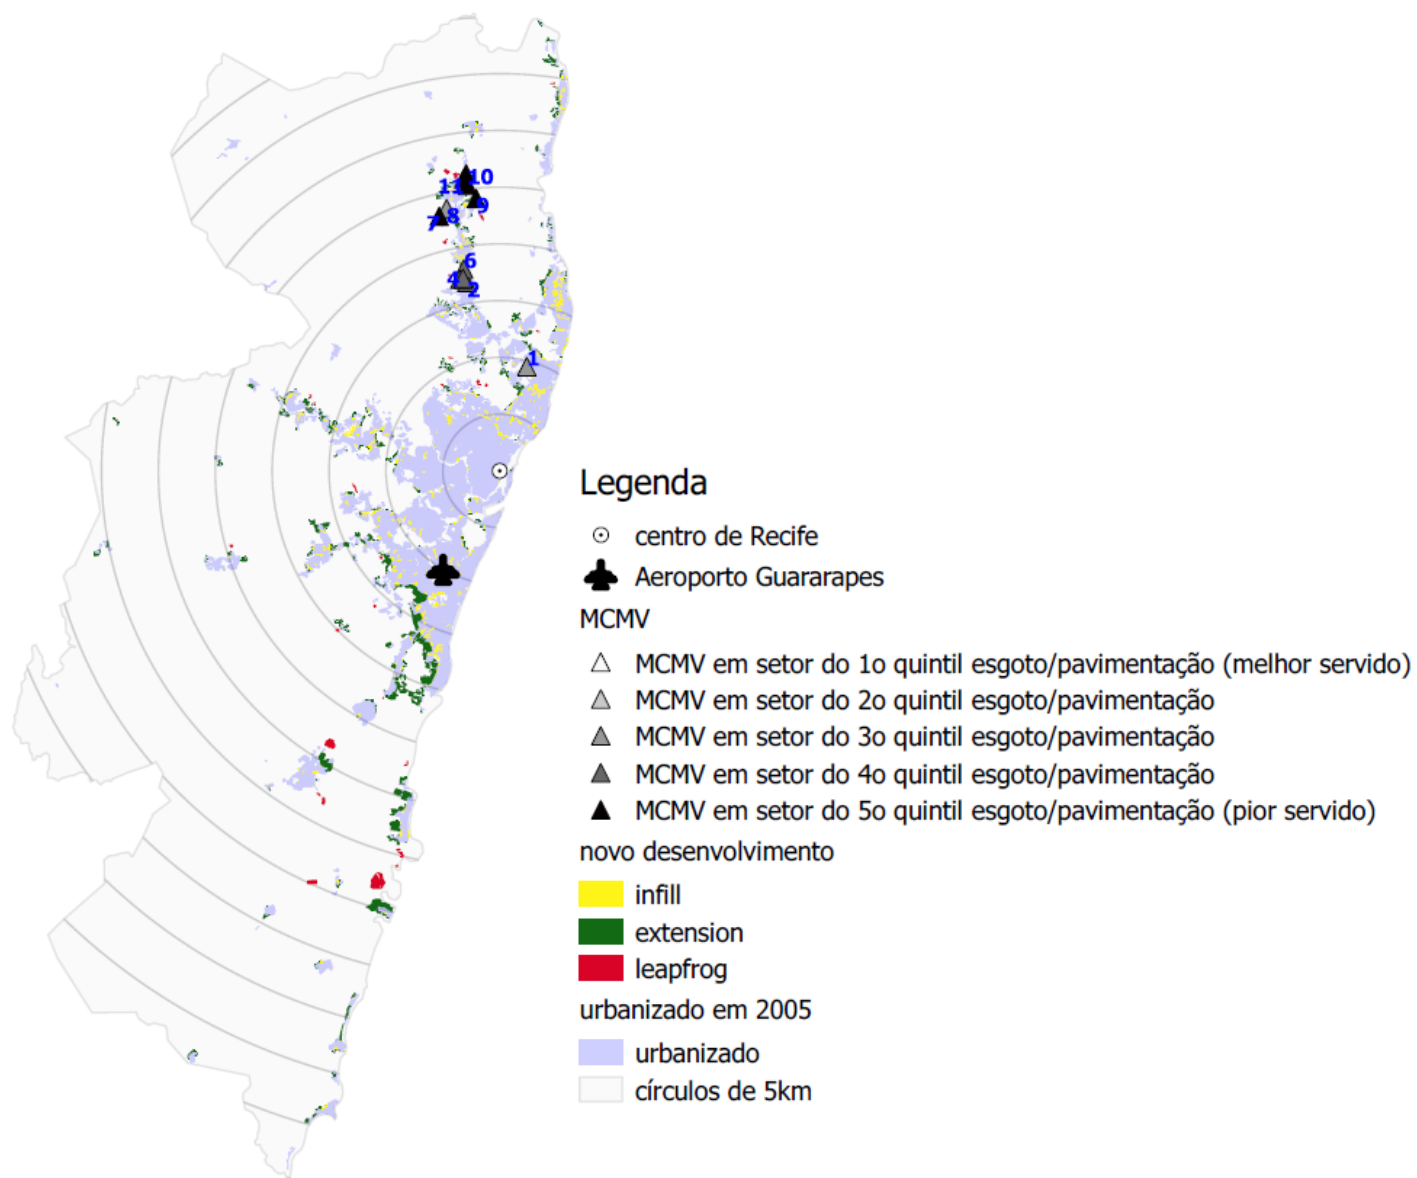 10
11
9
8
7
6
4
2
1
Legenda
centro de Recife
Aeroporto Guararapes
MCMV
MCMV em setor do 1o quintil esgoto/pavimentação (melhor servido)
MCMV em setor do 2o quintil esgoto/pavimentação
MCMV em setor do 3o quintil esgoto/pavimentação
MCMV em setor do 4o quintil esgoto/pavimentação
MCMV em setor do 5o quintil esgoto/pavimentação (pior servido)
novo desenvolvimento
infill
extension
leapfrog
urbanizado em 2005
urbanizado
círculos de 5km